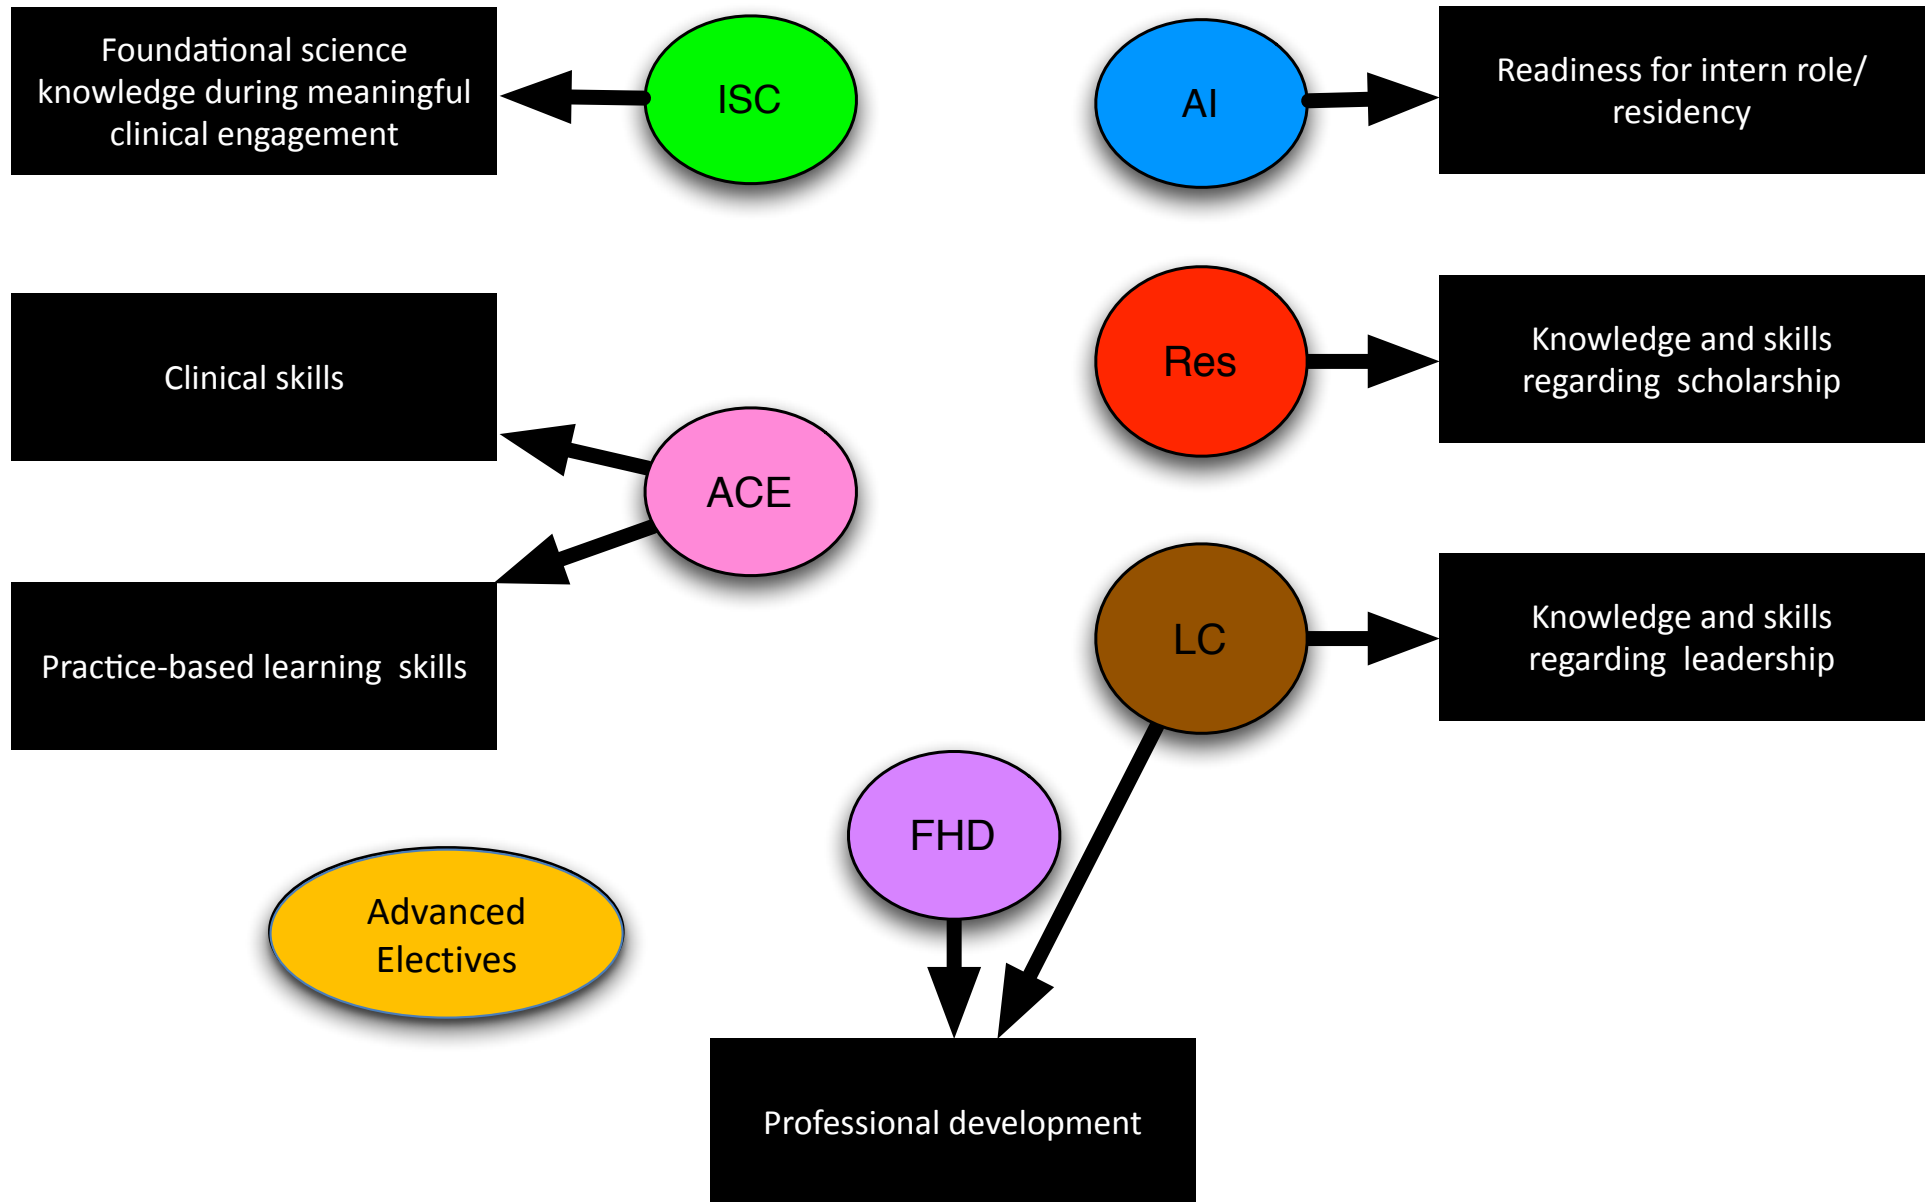 Foundational science
knowledge during meaningful
clinical engagement
ISC
AI
Readiness for intern role/
residency
Clinical skills
ACE
Res
Knowledge and skills
regarding  scholarship
Practice-based learning  skills
LC
Knowledge and skills
regarding  leadership
FHD
Advanced
Electives
Professional development